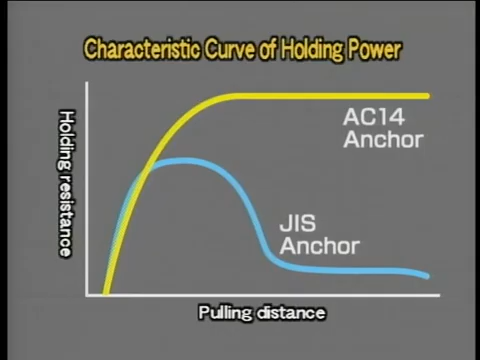 Characteristic Curve of Holding Power
AC14
Anchor
Holding resistance
JIS
Anchor
Pulling distance